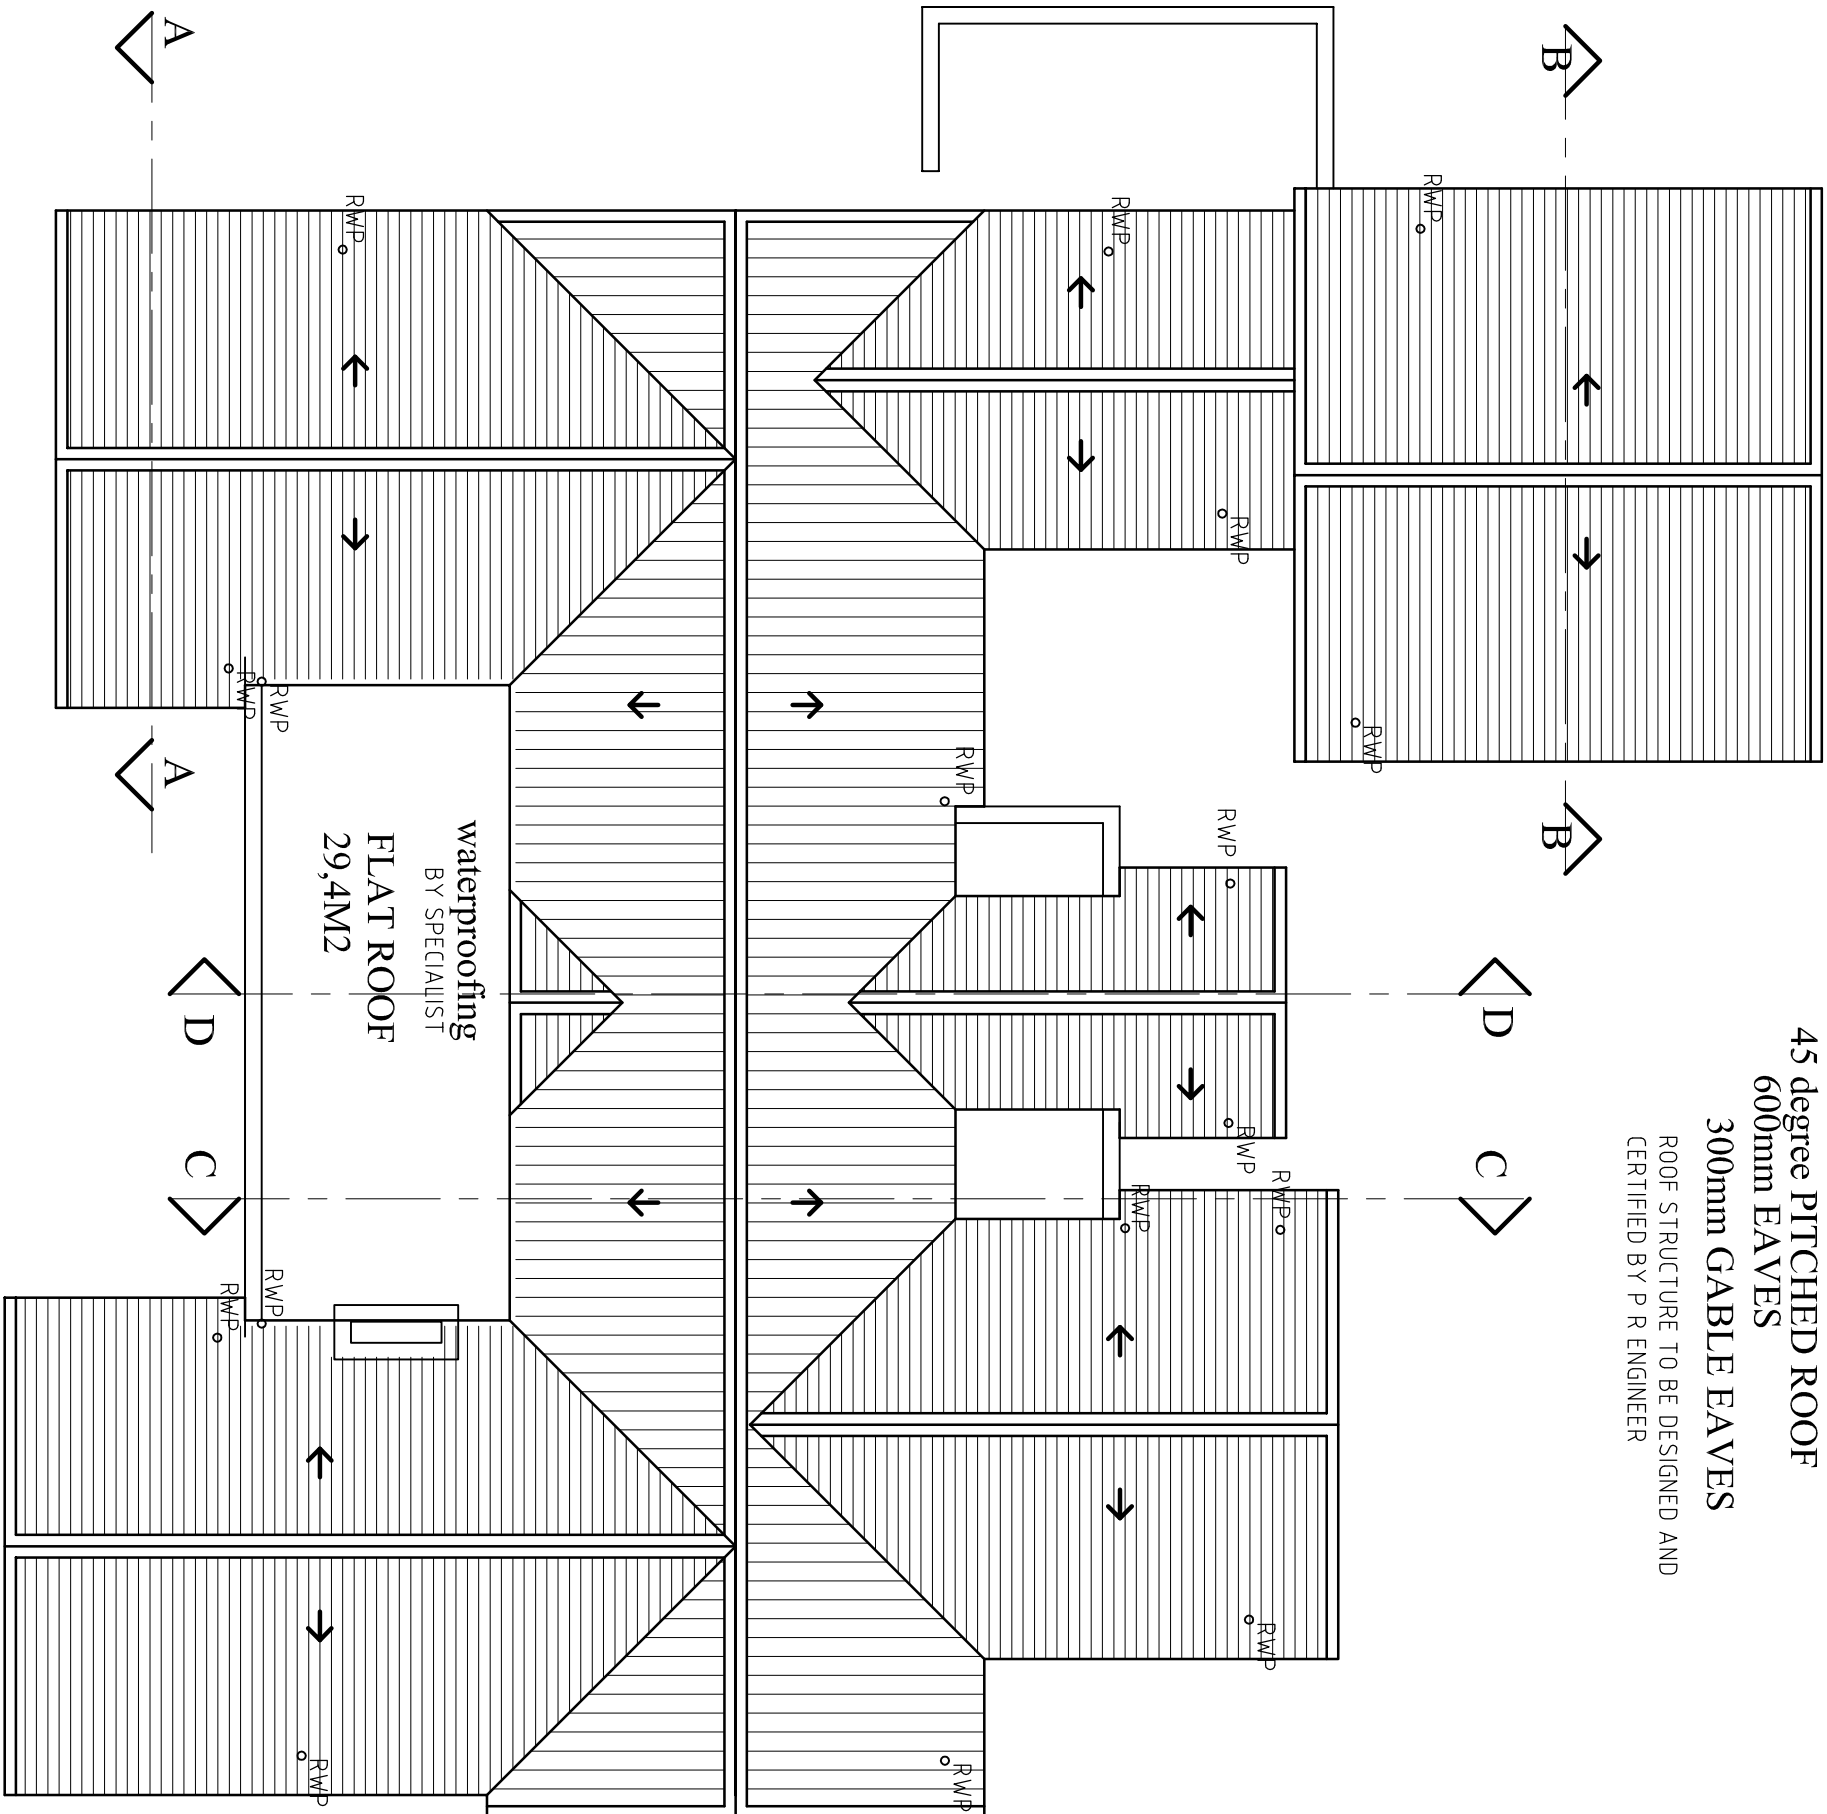 45 degree PITCHED ROOF
600mm EAVES
300mm GABLE EAVES
ROOF STRUCTURE TO BE DESIGNED AND
CERTIFIED BY P R ENGINEER
B
B
D
C
RWP
RWP
RWP
RWP
RWP
RWP
RWP
RWP
RWP
RWP
RWP
waterproofing
BY SPECIALIST
FLAT ROOF
29,4M2
RWP
RWP
RWP
RWP
RWP
RWP
D
C
A
A